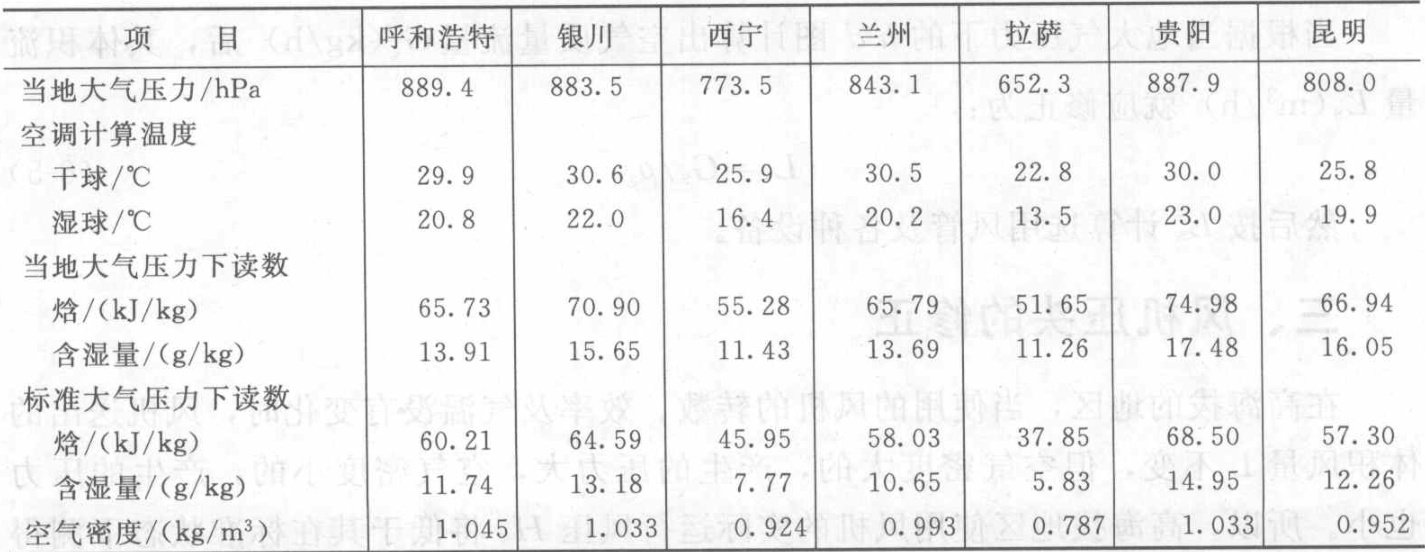 项 目 呼和浩特 银川 西宁 兰州 拉萨 贵阳 昆明
当地大气压力/hPa 889.4 883.5 773.5 843.1 652.3 887.9 808.0
空调计算温度
干球/℃ 29.9 30.6 25.9 30.5 22.8 30.0 25.8
湿球/℃ 20.8 22.0 16.4 20.2 13.5 23.0 19.9
当地大气压力下读数
焓/(kJ/kg) 65.73 70.90 55.28 65.79 51.65 74.98 66.94
含湿量/(g/kg) 13.91 15.65 11.43 13.69 11.26 17.48 16.05
标准大气压力下读数
焓/(kJ/kg) 60.21 64.59 45.95 58.03 37.85 68.50 57.30
含湿量/(g/kg) 11.74 13.18 7.77 10.65 5.83 14.95 12.26
空气密度/(kg/m³) 1.045 1.033 0.924 0.993 0.787 1.033 0.952